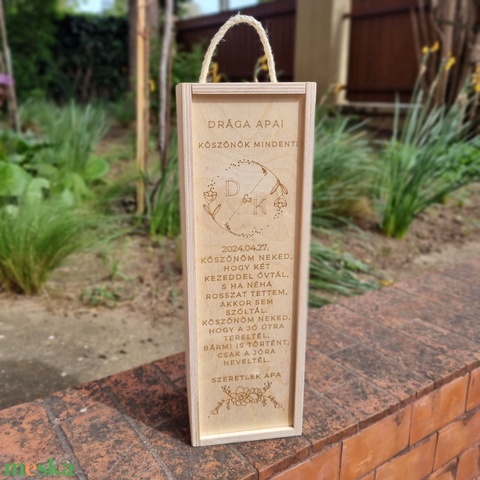 DRÁGA APA!
KÖSZÖNÖK MINDENT!
D
&
K
2024.04.27.
KÖSZÖNÖM NEKED,
HOGY KÉT
KEZEDDEL ÓVTÁL,
S HA NÉHA
ROSSZAT TETTEM,
AKKOR SEM
SZÓLTÁL.
KÖSZÖNÖM NEKED,
HOGY A JÓ ÚTRA
TERELTÉL,
BÁRMI IS TÖRTÉNT,
CSAK A JÓRA
NEVELTÉL.
SZERETLEK APA
meska